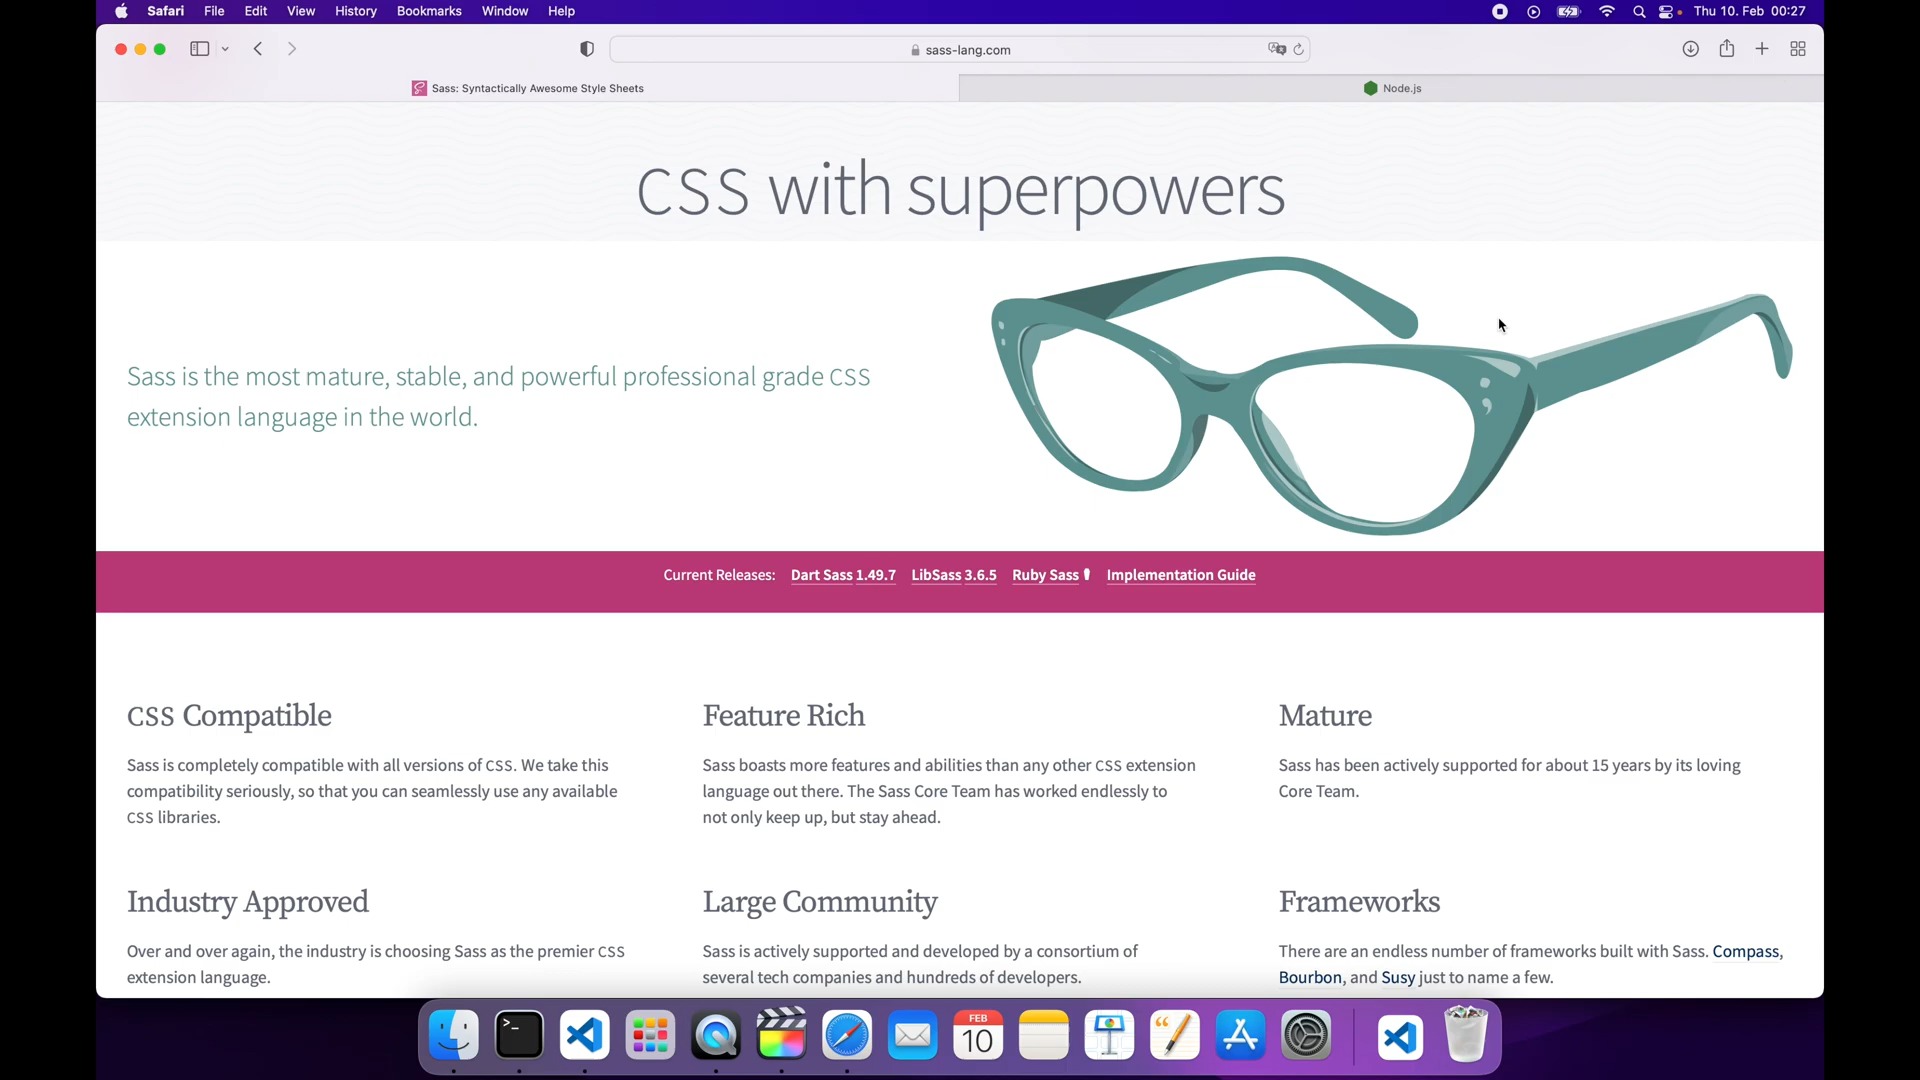 Safari File Edit View History Bookmarks Window Help
Thu 10. Feb 00:27
sass-lang.com
Sass: Syntactically Awesome Style Sheets
Node.js
CSS with superpowers
Sass is the most mature, stable, and powerful professional grade CSS
extension language in the world.
Current Releases: Dart Sass 1.49.7 LibSass 3.6.5 Ruby Sass Implementation Guide
CSS Compatible
Sass is completely compatible with all versions of CSS. We take this
compatibility seriously, so that you can seamlessly use any available
CSS libraries.
Feature Rich
Sass boasts more features and abilities than any other CSS extension
language out there. The Sass Core Team has worked endlessly to
not only keep up, but stay ahead.
Mature
Sass has been actively supported for about 15 years by its loving
Core Team.
Industry Approved
Over and over again, the industry is choosing Sass as the premier CSS
extension language.
Large Community
Sass is actively supported and developed by a consortium of
several tech companies and hundreds of developers.
Frameworks
There are an endless number of frameworks built with Sass. Compass,
Bourbon, and Susy just to name a few.
FEB
10